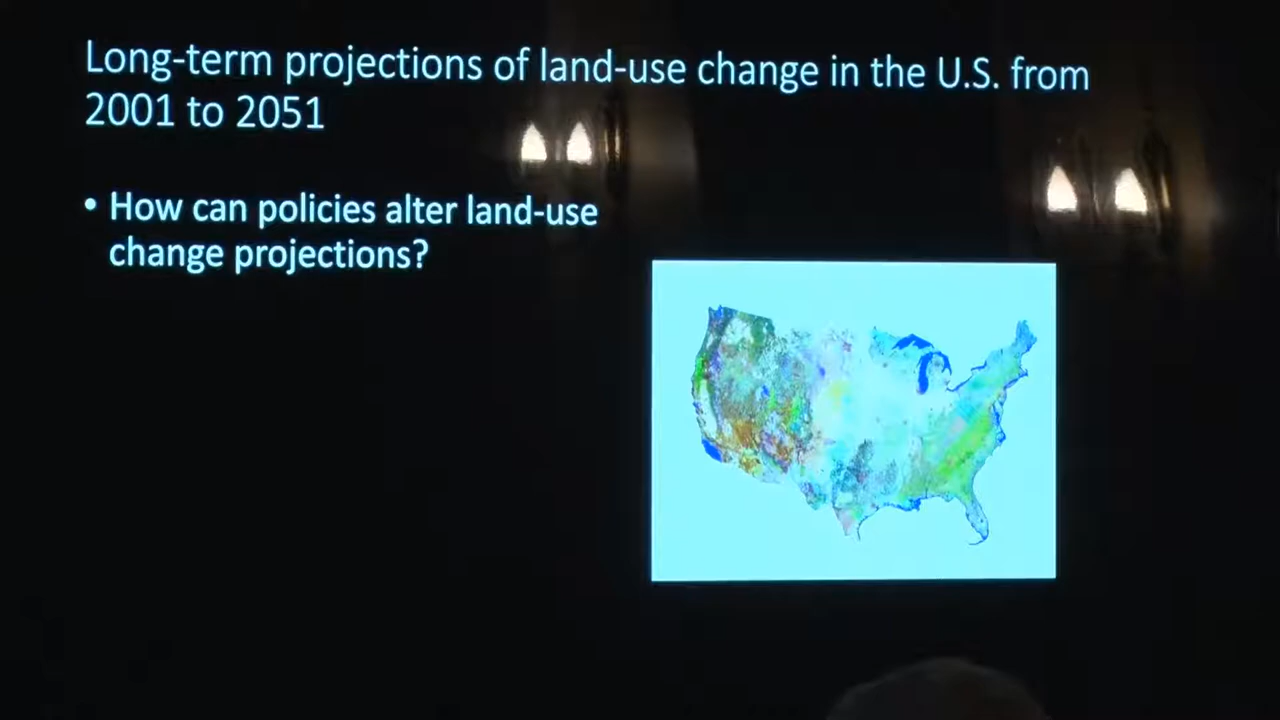 Long-term projections of land-use change in the U.S. from
2001 to 2051
• How can policies alter land-use
change projections?